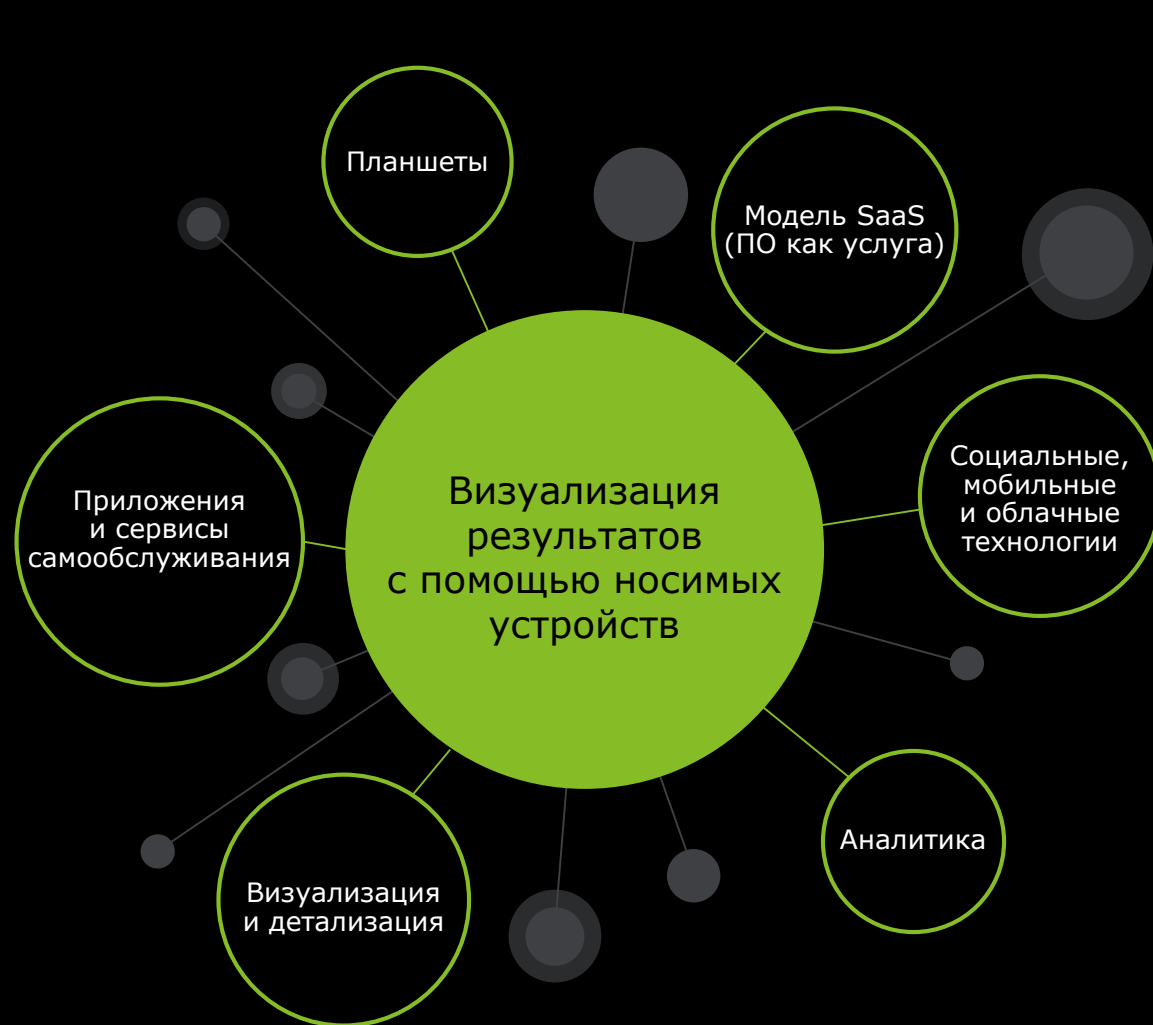 Планшеты
Модель SaaS
(ПО как услуга)
Социальные,
мобильные
и облачные
технологии
Приложения
и сервисы
самообслуживания
Визуализация
результатов
с помощью носимых
устройств
Аналитика
Визуализация
и детализация